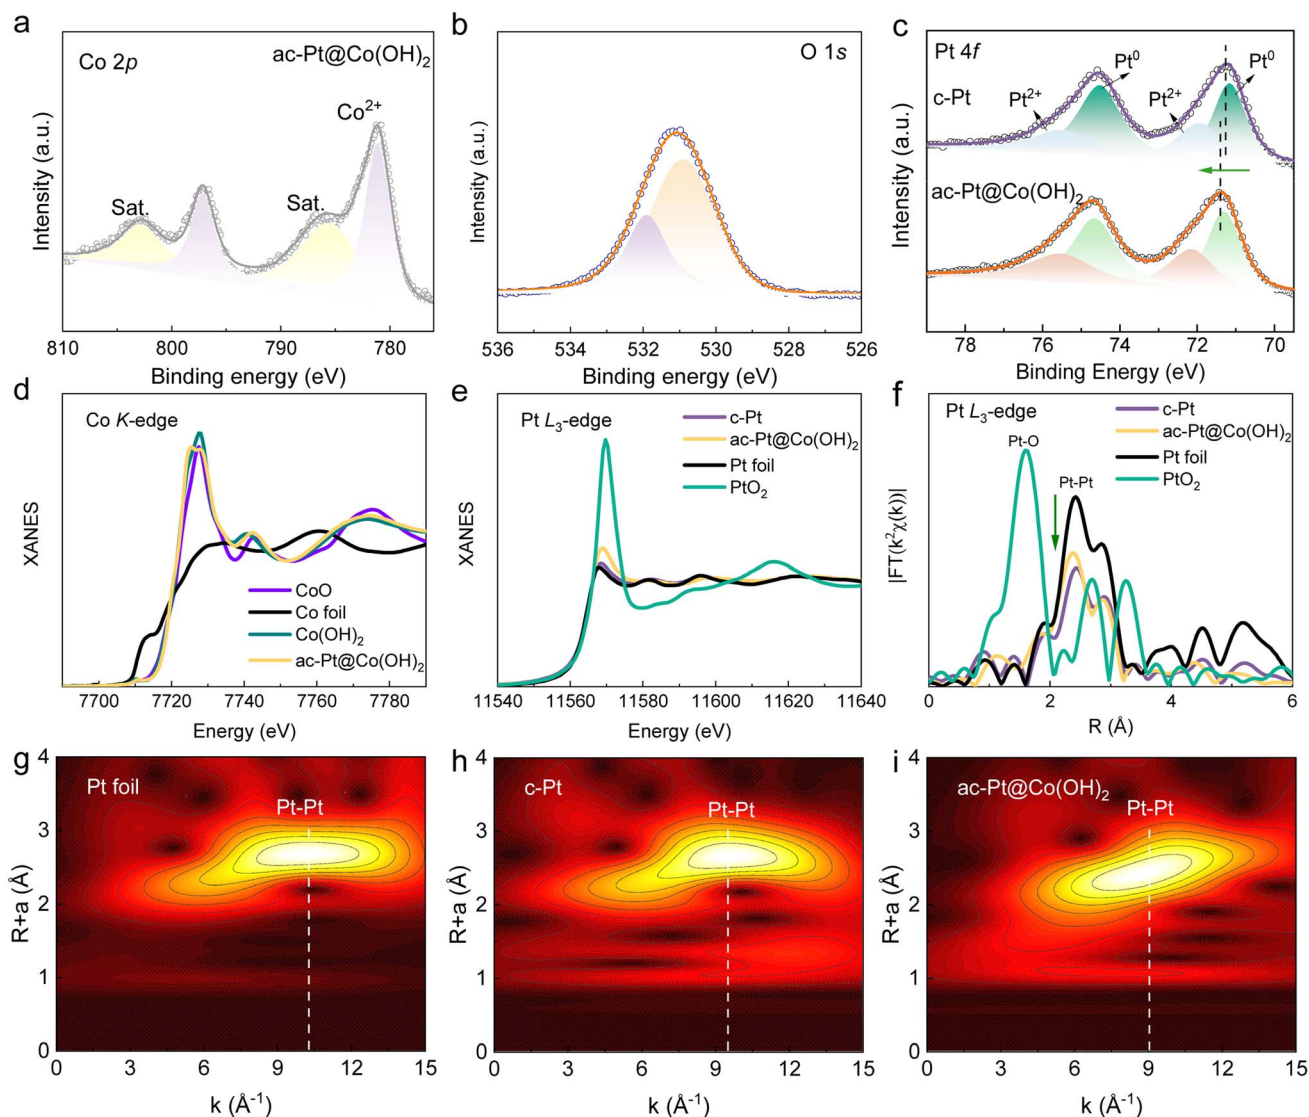 a
Co 2p
ac-Pt@Co(OH)2
Co2+
Sat.
Sat.
Intensity (a.u.)
810 800 790 780
Binding energy (eV)
b
O 1s
Intensity (a.u.)
536 534 532 530 528 526
Binding energy (eV)
c
Pt 4f
Pt0
Pt0
c-Pt
Pt2+
Pt2+
ac-Pt@Co(OH)2
Intensity (a.u.)
78 76 74 72 70
Binding Energy (eV)
d
Co K-edge
XANES
CoO
Co foil
Co(OH)2
ac-Pt@Co(OH)2
7700 7720 7740 7760 7780
Energy (eV)
e
Pt L3-edge
c-Pt
ac-Pt@Co(OH)2
Pt foil
PtO2
XANES
11540 11560 11580 11600 11620 11640
Energy (eV)
f
Pt L3-edge
c-Pt
ac-Pt@Co(OH)2
Pt foil
PtO2
Pt-O
Pt-Pt
|FT(k2χ(k))|
0 2 4 6
R (Å)
g
Pt foil
Pt-Pt
R+a (Å)
4
3
2
1
0
0 3 6 9 12 15
k (Å-1)
h
c-Pt
Pt-Pt
R+a (Å)
4
3
2
1
0
0 3 6 9 12 15
k (Å-1)
i
ac-Pt@Co(OH)2
Pt-Pt
R+a (Å)
4
3
2
1
0
0 3 6 9 12 15
k (Å-1)